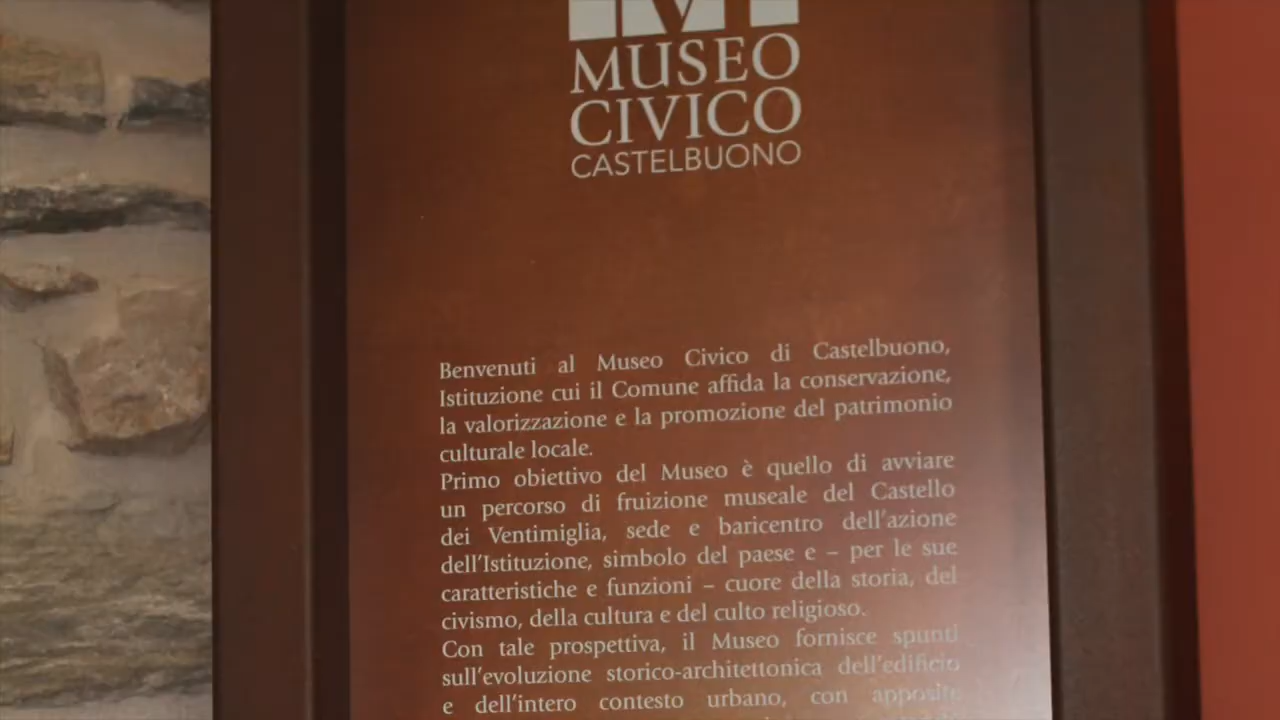 MUSEO
CIVICO
CASTELBUONO
Benvenuti al Museo Civico di Castelbuono,
Istituzione cui il Comune affida la conservazione,
la valorizzazione e la promozione del patrimonio
culturale locale.
Primo obiettivo del Museo è quello di avviare
un percorso di fruizione museale del Castello
dei Ventimiglia, sede e baricentro dell'azione
dell'Istituzione, simbolo del paese e – per le sue
caratteristiche e funzioni – cuore della storia, del
civismo, della cultura e del culto religioso.
Con tale prospettiva, il Museo fornisce spunti
sull'evoluzione storico-architettonica dell'edificio
e dell'intero contesto urbano, con